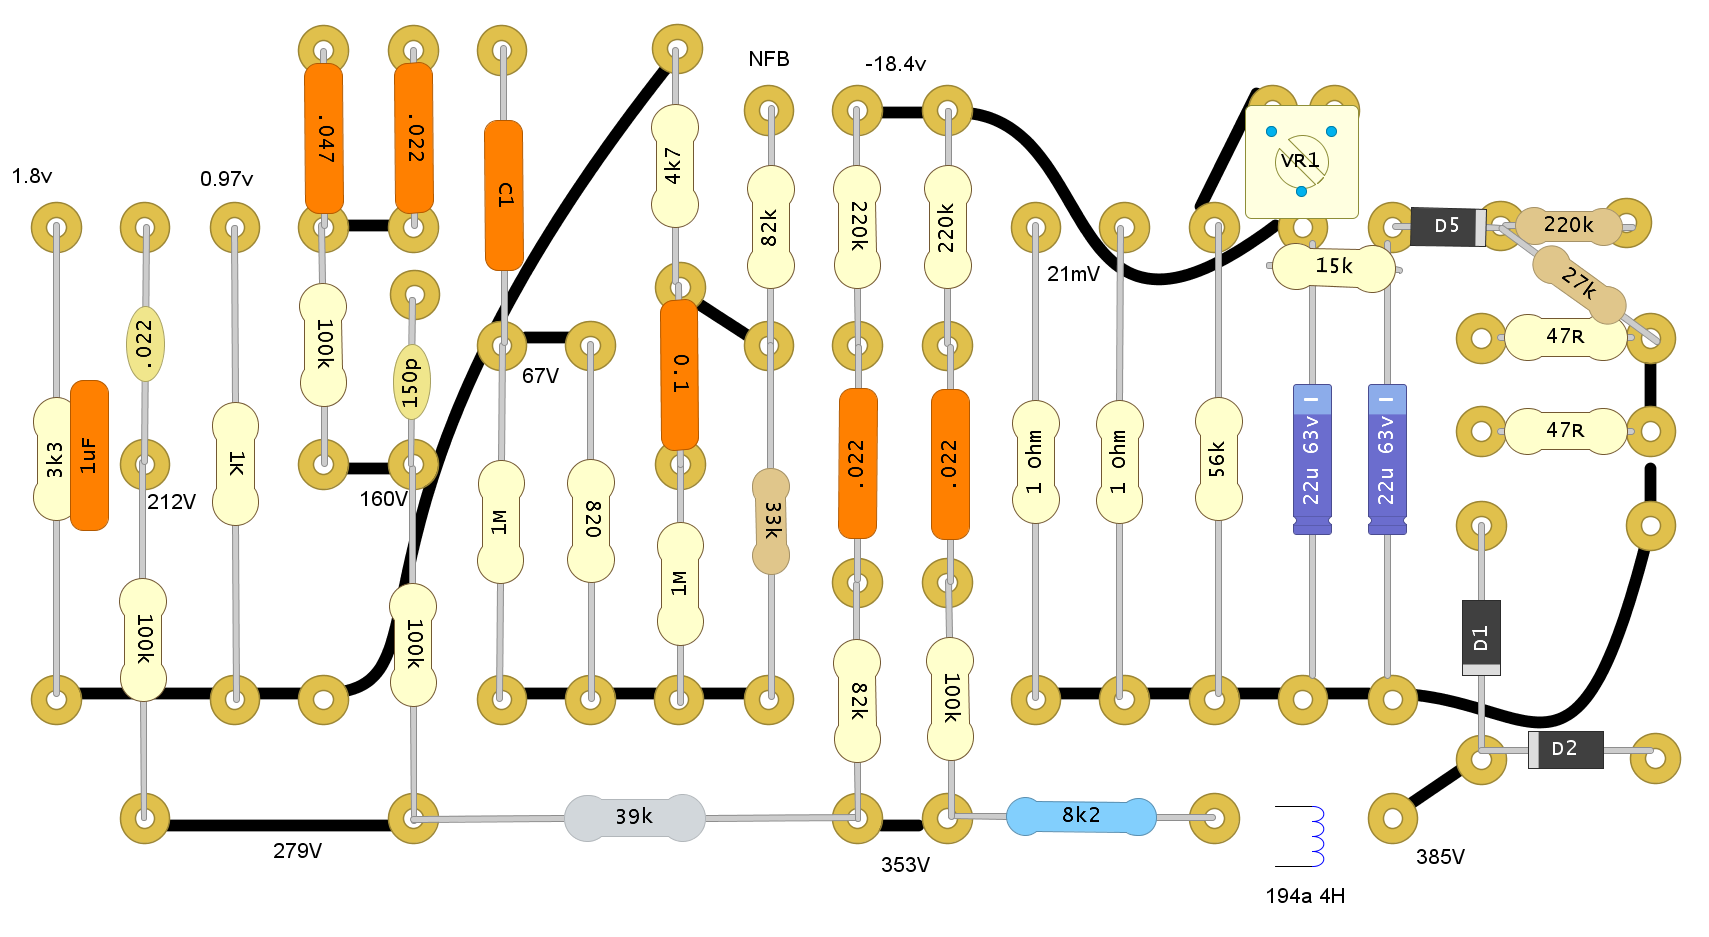 NFB
-18.4v
.047
.022
4k7
VR1
1.8v
0.97v
C1
82k
220k
220k
D5
220k
21mV
15k
27k
.022
100k
150p
67V
0.1
47R
47R
3k3
1uF
1K
212V
160V
1M
820
33k
.022
.022
1 Ohm
1 Ohm
56k
22u 63v
22u 63v
1M
100k
100k
82k
100k
D1
D2
39k
8k2
279V
353V
385V
194a 4H